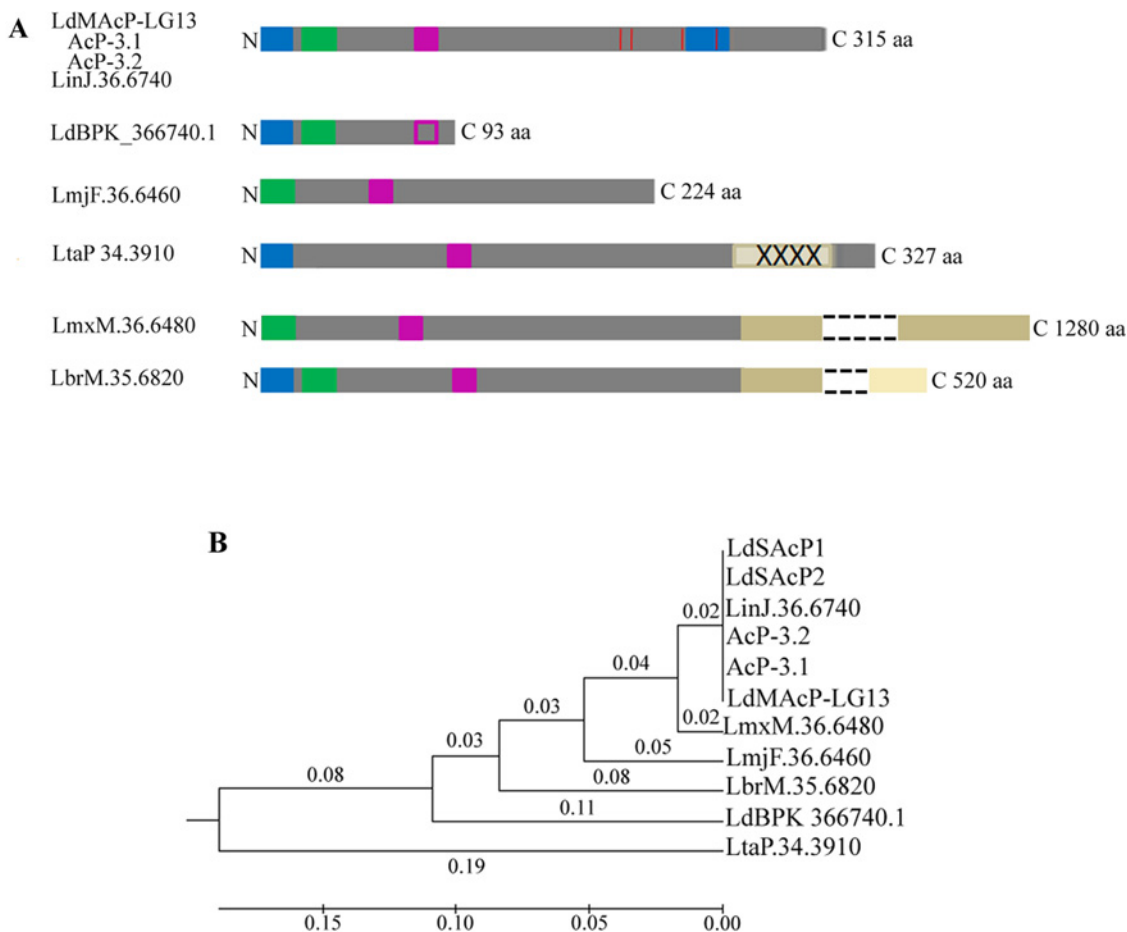 A
LdMAcP-LG13
AcP-3.1
AcP-3.2
LinJ.36.6740
N C 315 aa
LdBPK_366740.1 N C 93 aa
LmjF.36.6460 N C 224 aa
LtaP 34.3910 N XXXX C 327 aa
LmxM.36.6480 N C 1280 aa
LbrM.35.6820 N C 520 aa
B
LdSAcP1
LdSAcP2
0.02 LinJ.36.6740
AcP-3.2
0.04 AcP-3.1
LdMAcP-LG13
0.03 0.02 LmxM.36.6480
0.03 0.05 LmjF.36.6460
0.08 0.08 LbrM.35.6820
0.11 LdBPK 366740.1
LtaP.34.3910
0.19
0.15 0.10 0.05 0.00